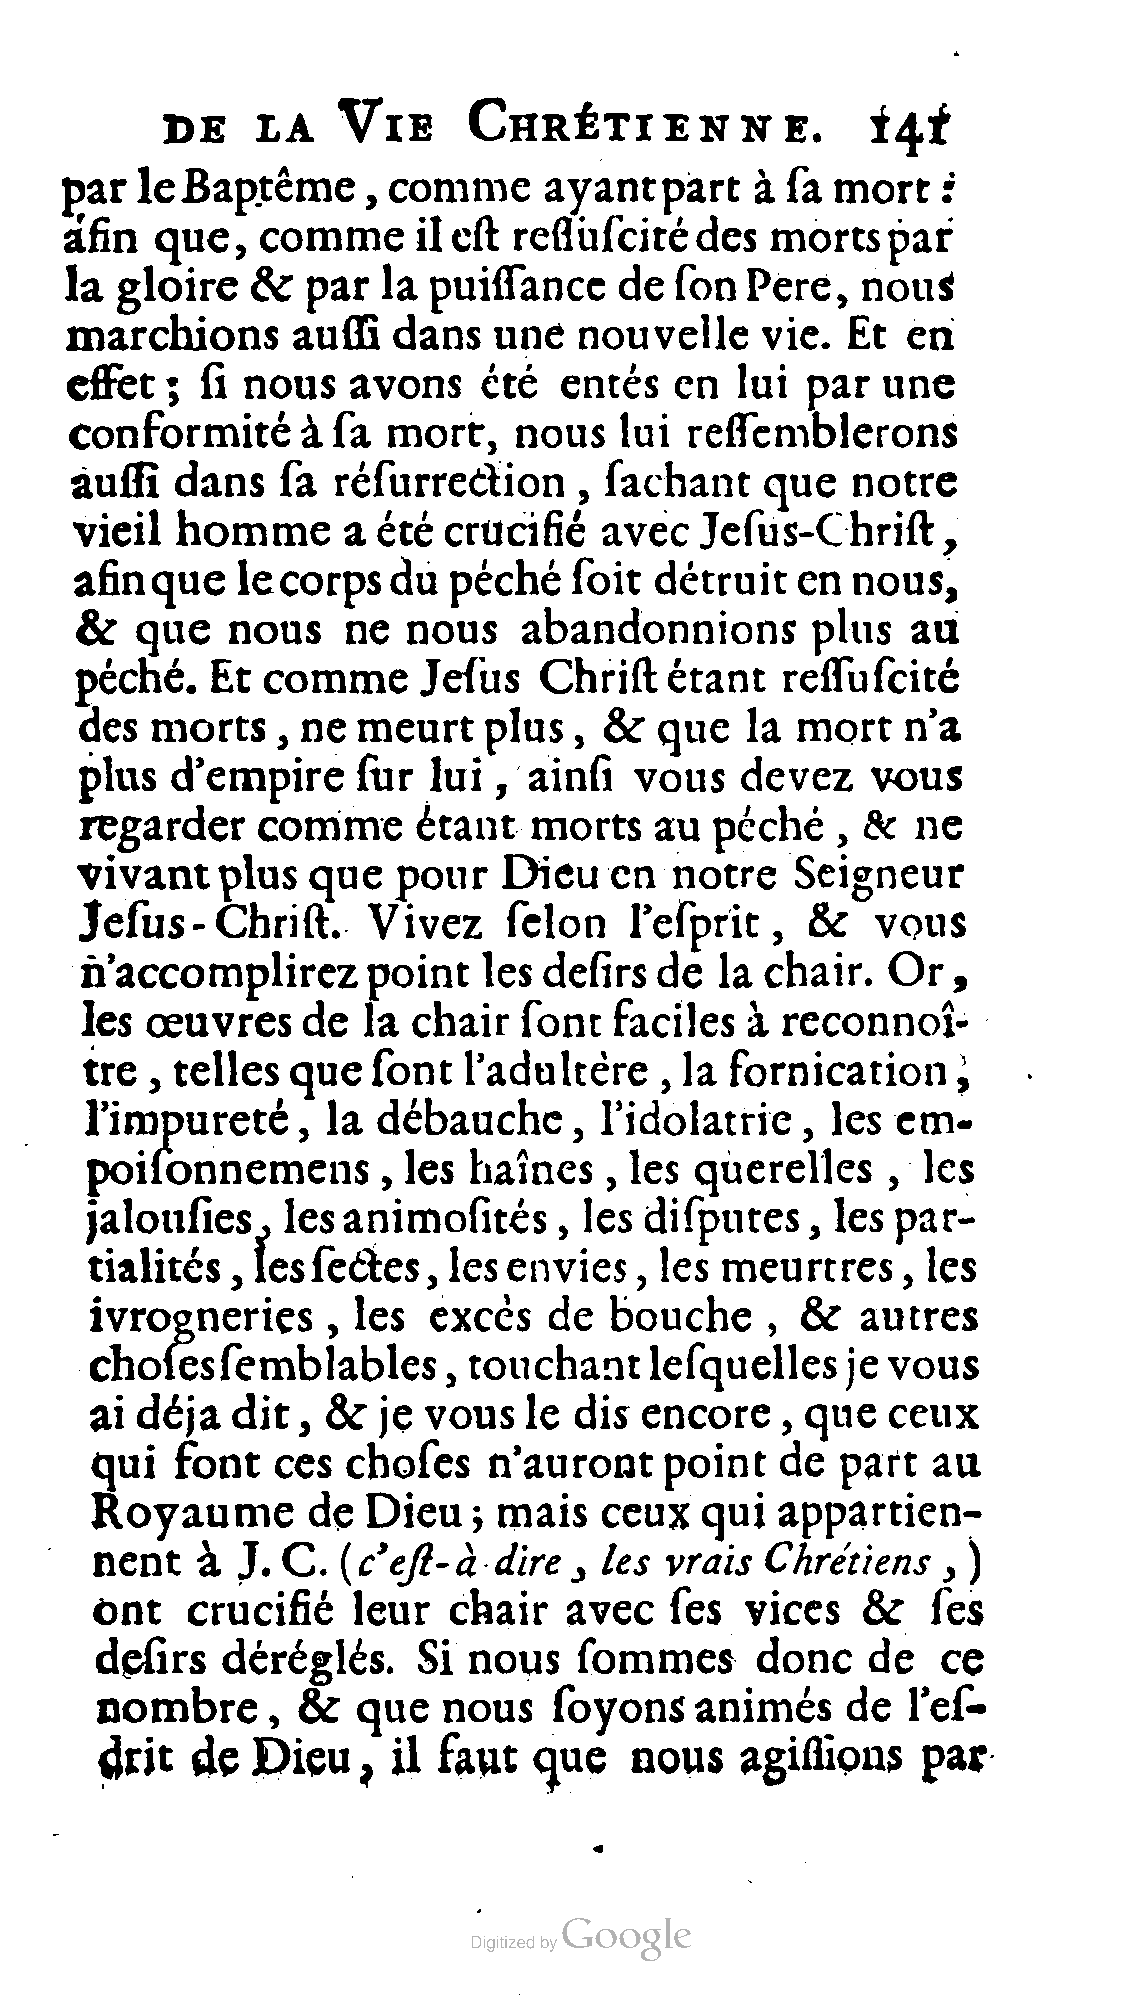 DE LA VIE CHRÉTIENNE. 141
par le Baptême, comme ayant part à ſa mort :
afin que, comme il eſt reſſuſcité des morts par
la gloire & par la puiſſance de ſon Pere, nous
marchions auſſi dans une nouvelle vie. Et en
effet ; ſi nous avons été entés en lui par une
conformité à ſa mort, nous lui reſſemblerons
auſſi dans ſa réſurrection, ſachant que notre
vieil homme a été crucifié avec Jeſus-Chriſt,
afin que le corps du péché ſoit détruit en nous,
& que nous ne nous abandonnions plus au
péché. Et comme Jeſus Chriſt étant reſſuſcité
des morts, ne meurt plus, & que la mort n'a
plus d'empire ſur lui, ainſi vous devez vous
regarder comme étant morts au péché, & ne
vivant plus que pour Dieu en notre Seigneur
Jeſus-Chriſt. Vivez ſelon l'eſprit, & vous
n'accomplirez point les deſirs de la chair. Or,
les œuvres de la chair ſont faciles à reconnoî-
tre, telles que ſont l'adultère, la fornication,
l'impureté, la débauche, l'idolatrie, les em-
poiſonnemens, les haînes, les querelles, les
jalouſies, les animoſités, les diſputes, les par-
tialités, les ſectes, les envies, les meurtres, les
ivrogneries, les excès de bouche, & autres
choſes ſemblables, touchant leſquelles je vous
ai déja dit, & je vous le dis encore, que ceux
qui font ces choſes n'auront point de part au
Royaume de Dieu ; mais ceux qui appartien-
nent à J. C. (c'eſt-à-dire, les vrais Chrétiens,)
ont crucifié leur chair avec ſes vices & ſes
deſirs déréglés. Si nous ſommes donc de ce
nombre, & que nous ſoyons animés de l'eſ-
drit de Dieu, il faut que nous agiſſions par
Digitized by Google